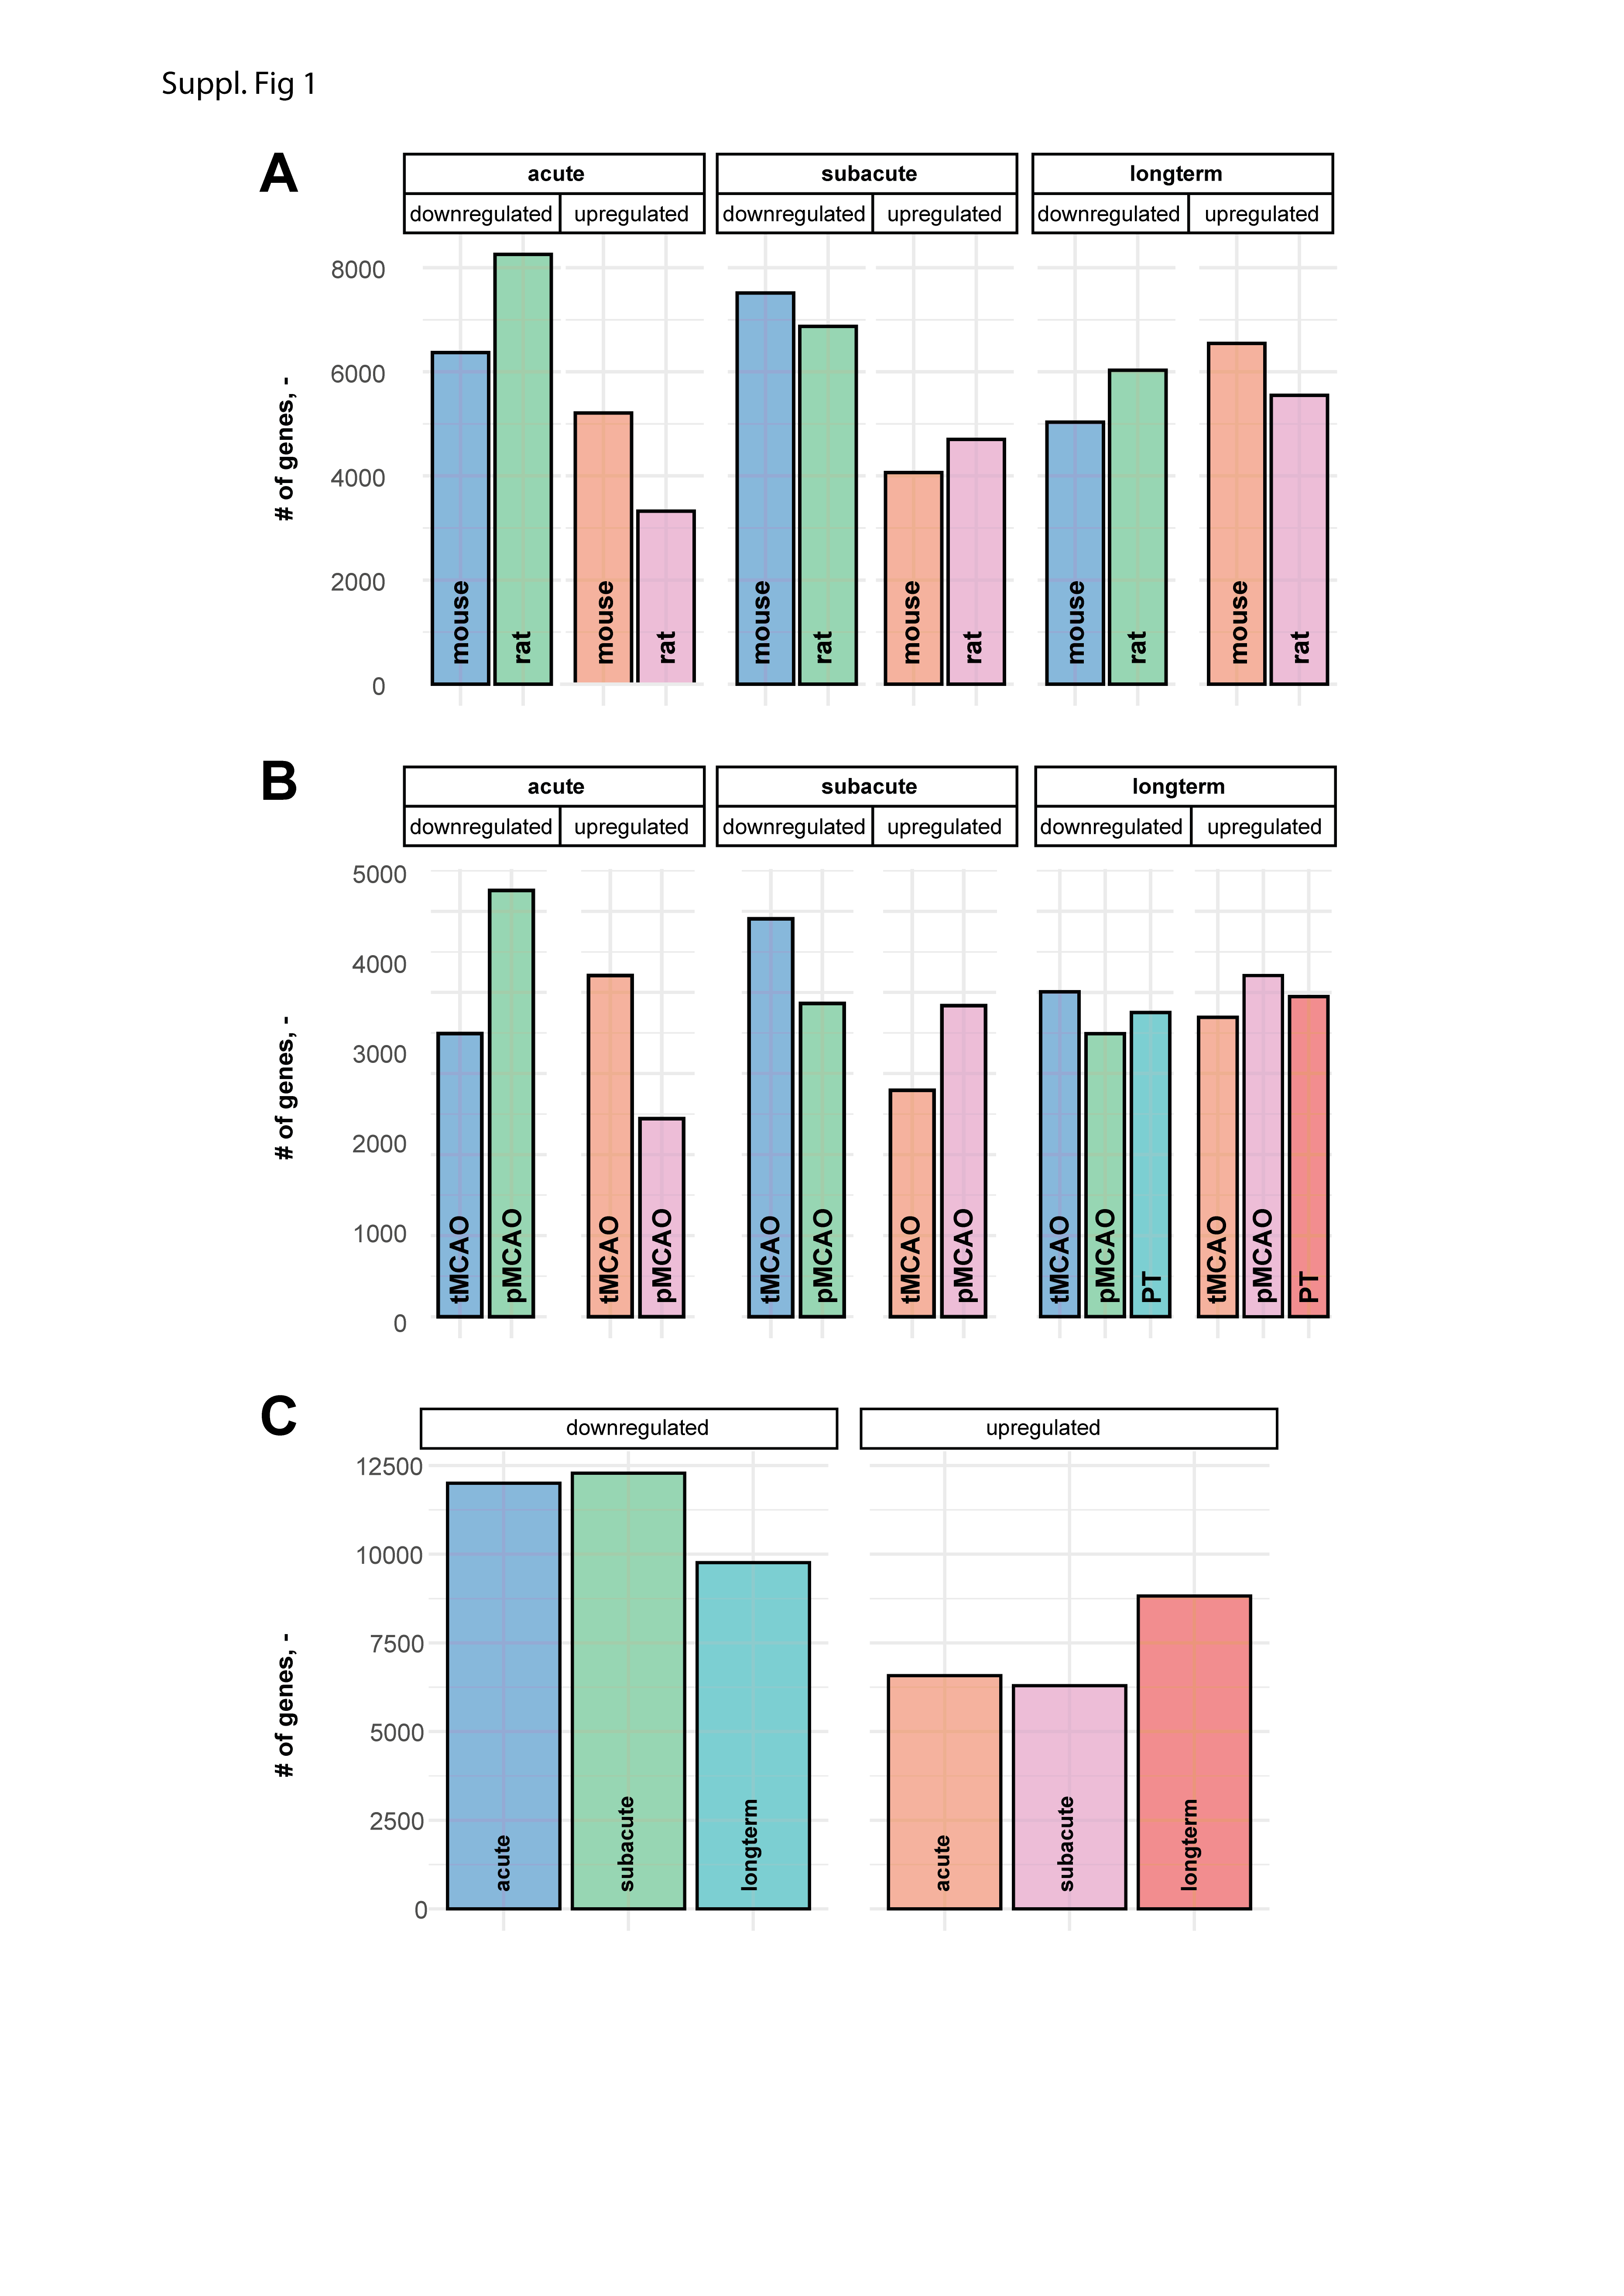 Suppl. Fig 1
A
acute
subacute
longterm
downregulated upregulated downregulated upregulated downregulated upregulated
# of genes, -
8000
6000
4000
2000
0
mouse rat mouse rat mouse rat mouse rat mouse rat mouse rat
B
acute
subacute
longterm
downregulated upregulated downregulated upregulated downregulated upregulated
# of genes, -
5000
4000
3000
2000
1000
0
tMCAO pMCAO tMCAO pMCAO tMCAO pMCAO tMCAO pMCAO tMCAO pMCAO PT tMCAO pMCAO PT
C
downregulated upregulated
# of genes, -
12500
10000
7500
5000
2500
0
acute subacute longterm acute subacute longterm